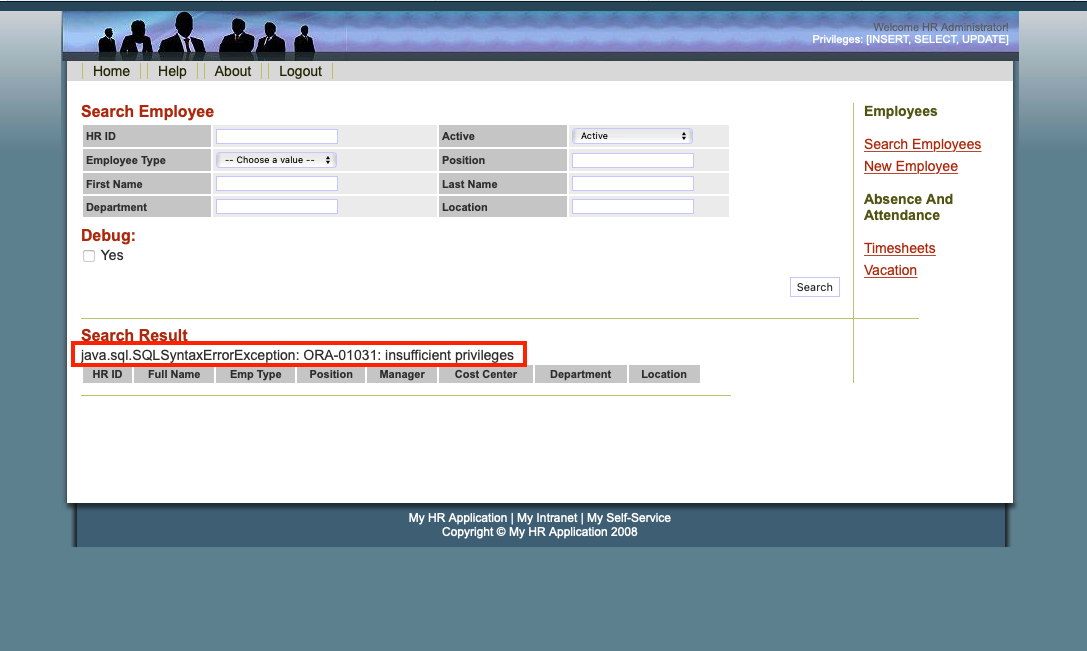 Welcome HR Administrator!
Privileges: [INSERT, SELECT, UPDATE]
Home Help About Logout
Search Employee
HR ID Active Active
Employee Type -- Choose a value -- Position
First Name Last Name
Department Location
Debug:
Yes
Search
Search Result
java.sql.SQLSyntaxErrorException: ORA-01031: insufficient privileges
HR ID Full Name Emp Type Position Manager Cost Center Department Location
Employees
Search Employees
New Employee
Absence And
Attendance
Timesheets
Vacation
My HR Application | My Intranet | My Self-Service
Copyright © My HR Application 2008